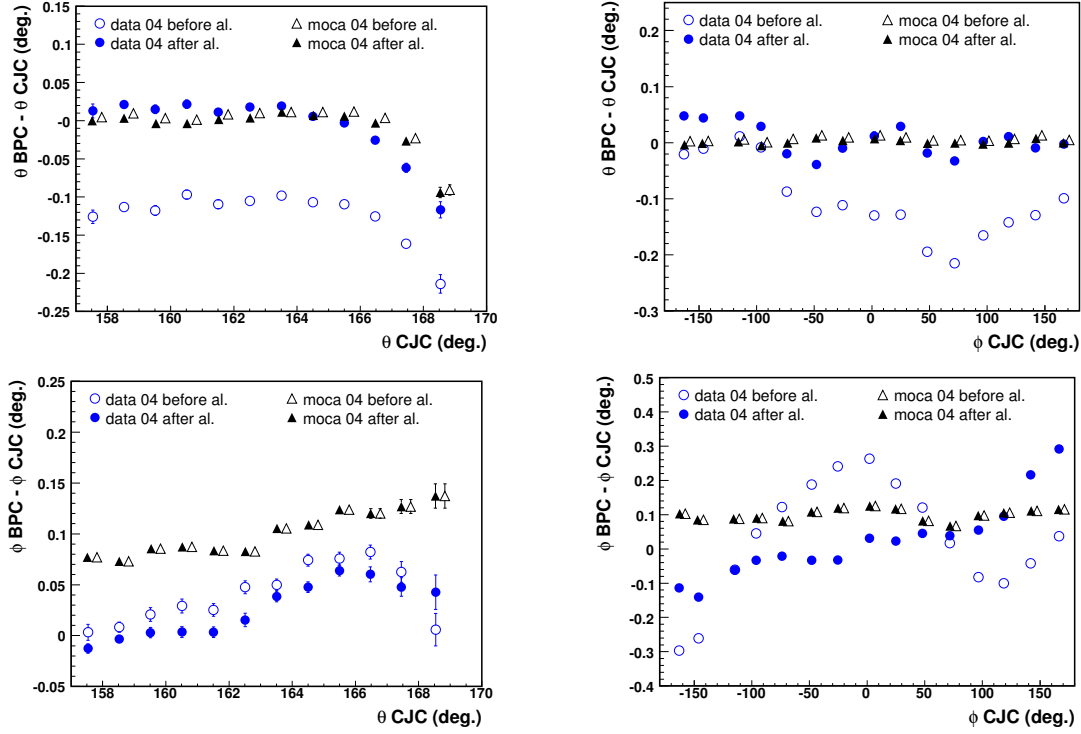 θ BPC - θ CJC (deg.)
0.15
0.1
0.05
-0
-0.05
-0.1
-0.15
-0.2
-0.25
data 04 before al.
moca 04 before al.
data 04 after al.
moca 04 after al.
158 160 162 164 166 168 170
θ CJC (deg.)
θ BPC - θ CJC (deg.)
0.2
0.1
0
-0.1
-0.2
-0.3
data 04 before al.
moca 04 before al.
data 04 after al.
moca 04 after al.
-150 -100 -50 0 50 100 150
ϕ CJC (deg.)
ϕ BPC - ϕ CJC (deg.)
0.25
0.2
0.15
0.1
0.05
0
-0.05
data 04 before al.
moca 04 before al.
data 04 after al.
moca 04 after al.
158 160 162 164 166 168 170
θ CJC (deg.)
ϕ BPC - ϕ CJC (deg.)
0.5
0.4
0.3
0.2
0.1
0
-0.1
-0.2
-0.3
-0.4
data 04 before al.
moca 04 before al.
data 04 after al.
moca 04 after al.
-150 -100 -50 0 50 100 150
ϕ CJC (deg.)